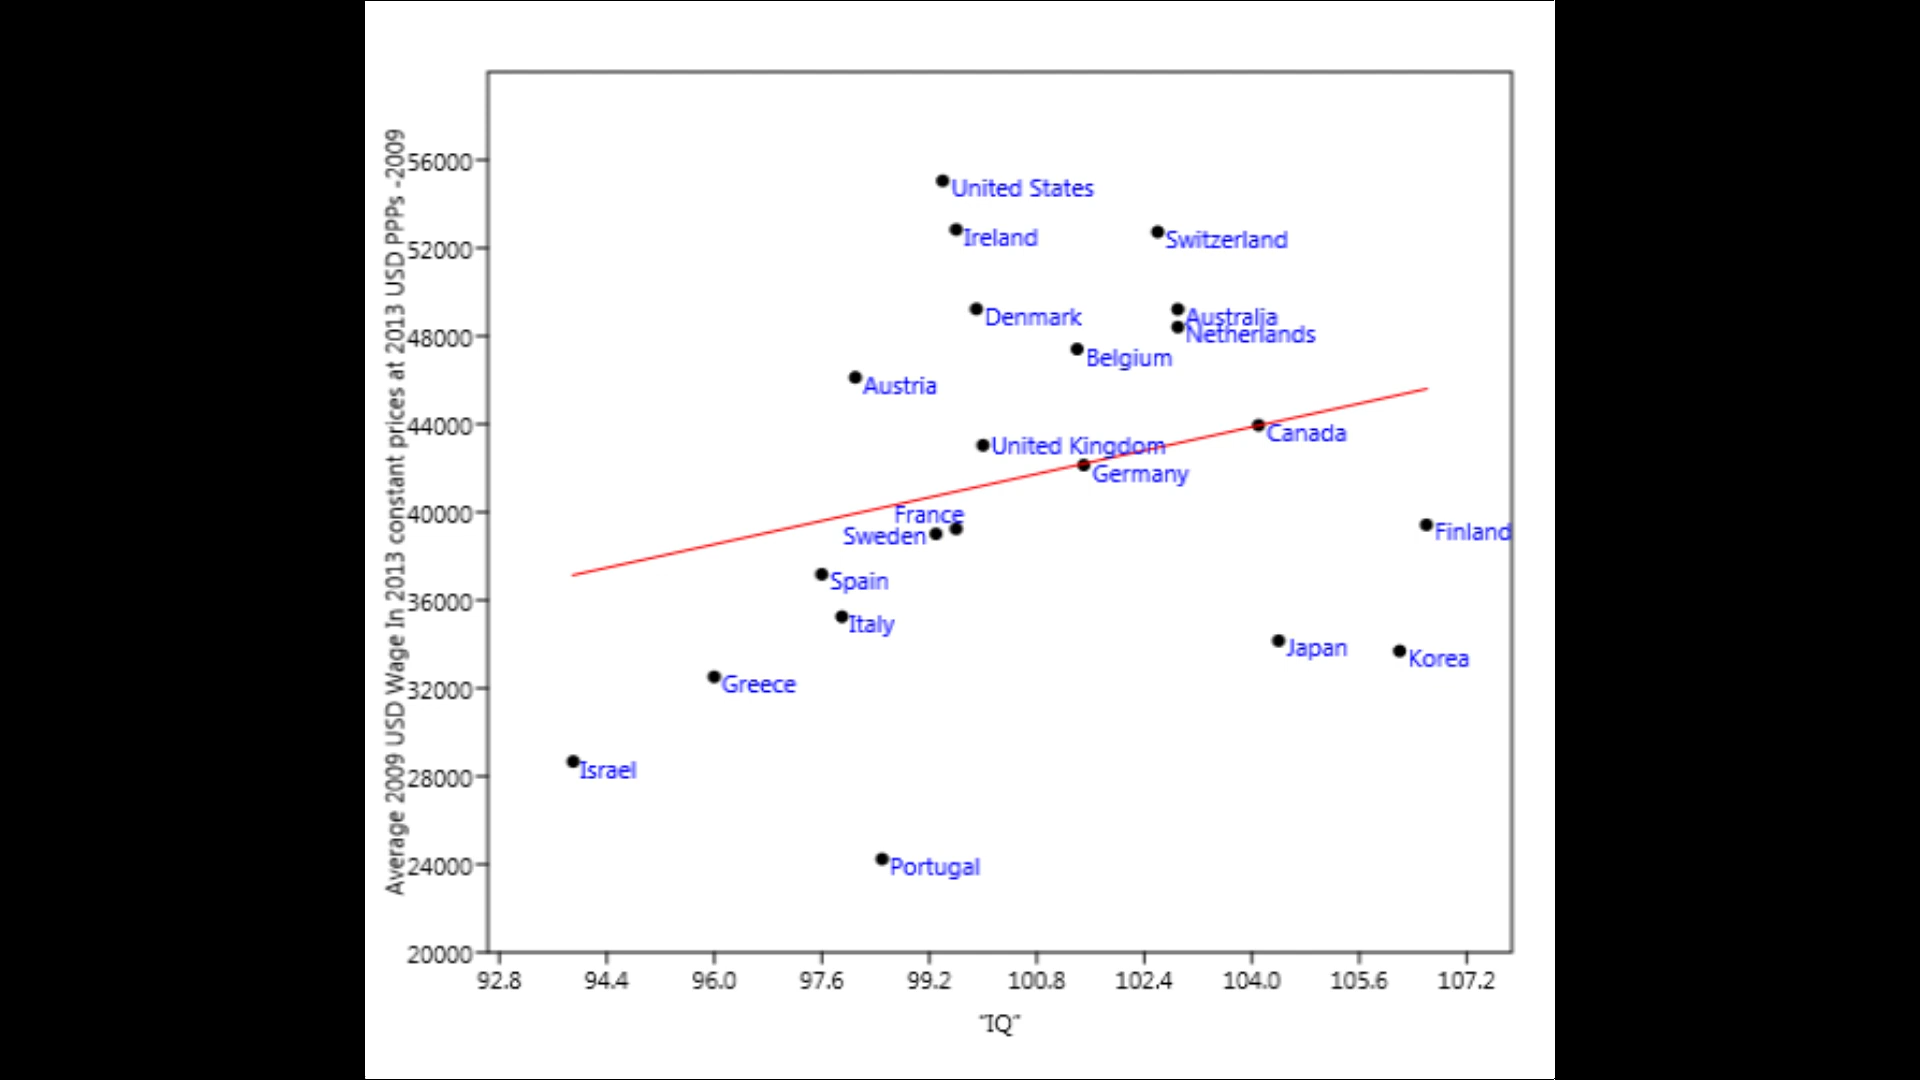 Average 2009 USD Wage In 2013 constant prices at 2013 USD PPPs -2009
56000
52000
48000
44000
40000
36000
32000
28000
24000
20000
United States
Ireland
Switzerland
Denmark
Australia
Netherlands
Belgium
Austria
Canada
United Kingdom
Germany
France
Sweden
Finland
Spain
Italy
Japan
Korea
Greece
Israel
Portugal
92.8 94.4 96.0 97.6 99.2 100.8 102.4 104.0 105.6 107.2
"IQ"